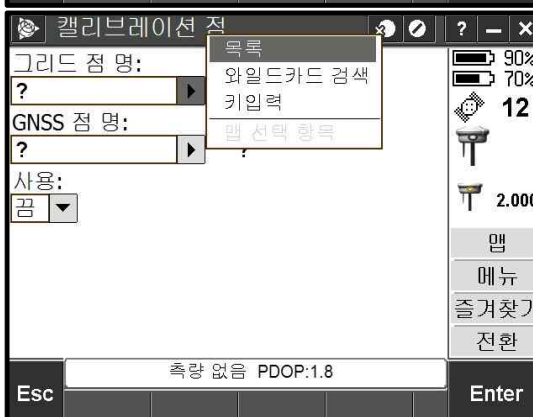 캘리브레이션 점
? – ×
목록
와일드카드 검색
키입력
맵 선택 항목
그리드 점 명:
?
GNSS 점 명:
?
?
사용:
끔
90%
70%
12
2.000
맵
메뉴
즐겨찾기
전환
측량 없음 PDOP:1.8
Esc
Enter